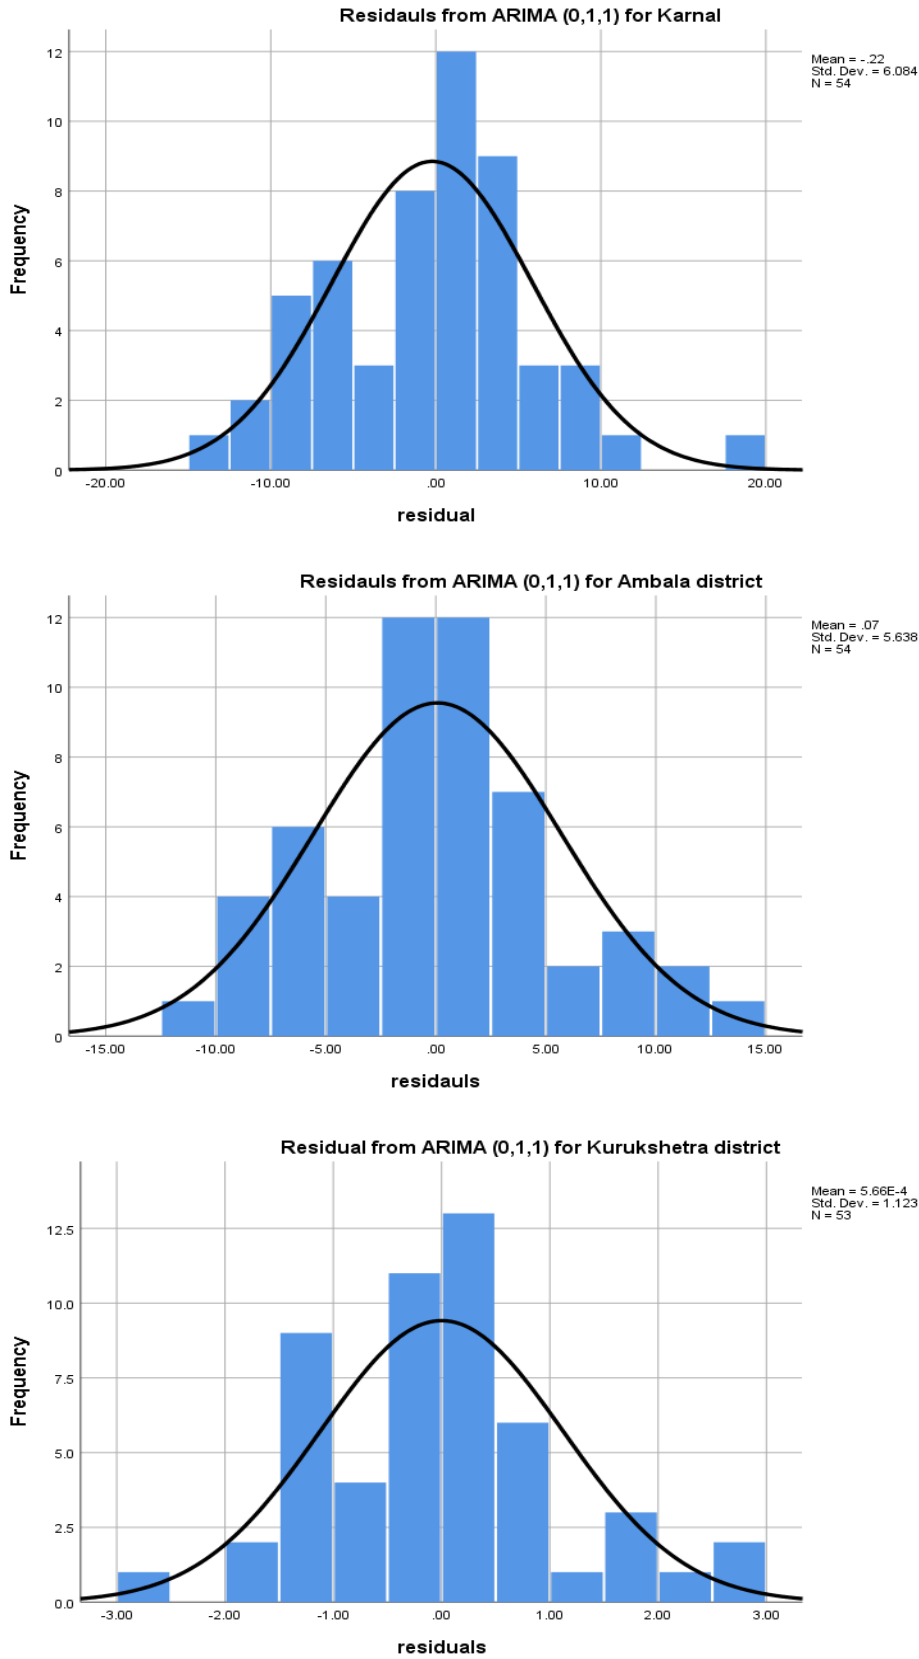 Residauls from ARIMA (0,1,1) for Karnal
Mean = -.22
Std. Dev. = 6.084
N = 54
12
10
8
6
4
2
0
Frequency
-20.00 -10.00 .00 10.00 20.00
residual
Residauls from ARIMA (0,1,1) for Ambala district
Mean = .07
Std. Dev. = 5.638
N = 54
12
10
8
6
4
2
0
Frequency
-15.00 -10.00 -5.00 .00 5.00 10.00 15.00
residauls
Residual from ARIMA (0,1,1) for Kurukshetra district
Mean = 5.66E-4
Std. Dev. = 1.123
N = 53
12.5
10.0
7.5
5.0
2.5
0.0
Frequency
-3.00 -2.00 -1.00 .00 1.00 2.00 3.00
residuals